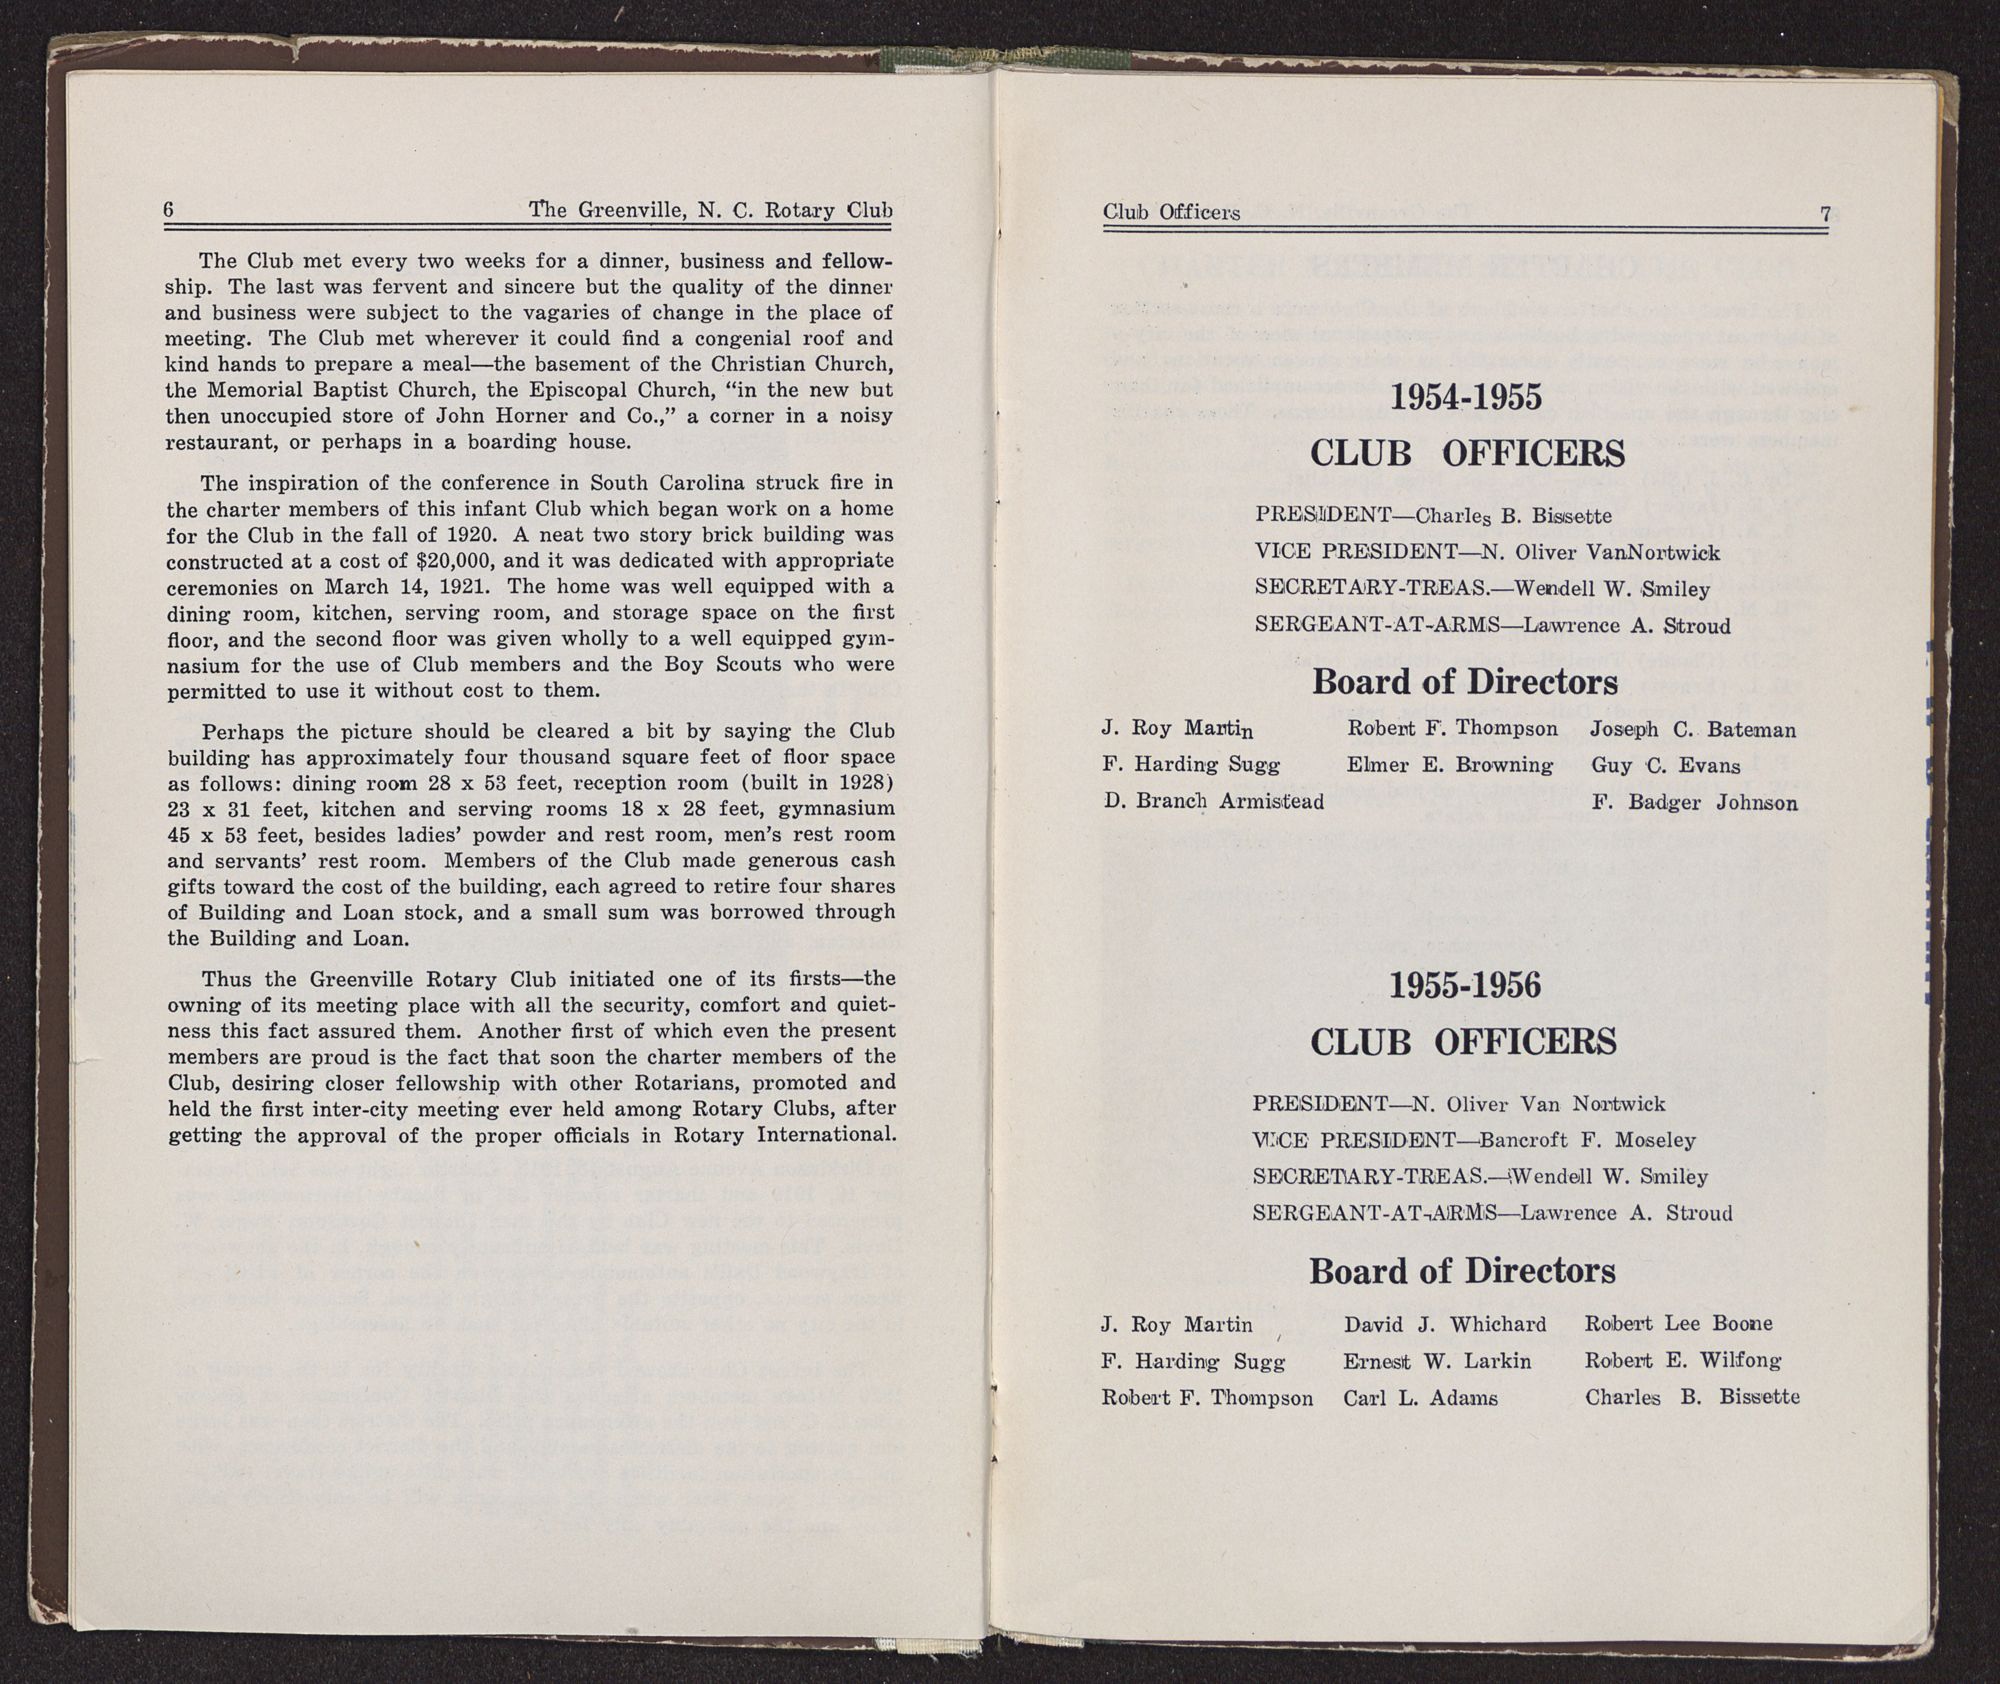 6 The Greenville, N. C. Rotary Club
The Club met every two weeks for a dinner, business and fellow-
ship. The last was fervent and sincere but the quality of the dinner
and business were subject to the vagaries of change in the place of
meeting. The Club met wherever it could find a congenial roof and
kind hands to prepare a meal—the basement of the Christian Church,
the Memorial Baptist Church, the Episcopal Church, “in the new but
then unoccupied store of John Horner and Co.,” a corner in a noisy
restaurant, or perhaps in a boarding house.
The inspiration of the conference in South Carolina struck fire in
the charter members of this infant Club which began work on a home
for the Club in the fall of 1920. A neat two story brick building was
constructed at a cost of $20,000, and it was dedicated with appropriate
ceremonies on March 14, 1921. The home was well equipped with a
dining room, kitchen, serving room, and storage space on the first
floor, and the second floor was given wholly to a well equipped gym-
nasium for the use of Club members and the Boy Scouts who were
permitted to use it without cost to them.
Perhaps the picture should be cleared a bit by saying the Club
building has approximately four thousand square feet of floor space
as follows: dining room 28 x 53 feet, reception room (built in 1928)
23 x 31 feet, kitchen and serving rooms 18 x 28 feet, gymnasium
45 x 53 feet, besides ladies’ powder and rest room, men’s rest room
and servants’ rest room. Members of the Club made generous cash
gifts toward the cost of the building, each agreed to retire four shares
of Building and Loan stock, and a small sum was borrowed through
the Building and Loan.
Thus the Greenville Rotary Club initiated one of its firsts—the
owning of its meeting place with all the security, comfort and quiet-
ness this fact assured them. Another first of which even the present
members are proud is the fact that soon the charter members of the
Club, desiring closer fellowship with other Rotarians, promoted and
held the first inter-city meeting ever held among Rotary Clubs, after
getting the approval of the proper officials in Rotary International.
Club Officers 7
1954-1955
CLUB OFFICERS
PRESIDENT—Charles B. Bissette
VICE PRESIDENT—N. Oliver VanNortwick
SECRETARY-TREAS.—Wendell W. Smiley
SERGEANT-AT-ARMS—Lawrence A. Stroud
Board of Directors
J. Roy Martin Robert F. Thompson Joseph C. Bateman
F. Harding Sugg Elmer E. Browning Guy C. Evans
D. Branch Armistead F. Badger Johnson
1955-1956
CLUB OFFICERS
PRESIDENT—N. Oliver Van Nortwick
VICE PRESIDENT—Bancroft F. Moseley
SECRETARY-TREAS.—Wendell W. Smiley
SERGEANT-AT-ARMS—Lawrence A. Stroud
Board of Directors
J. Roy Martin David J. Whichard Robert Lee Boone
F. Harding Sugg Ernest W. Larkin Robert E. Wilfong
Robert F. Thompson Carl L. Adams Charles B. Bissette